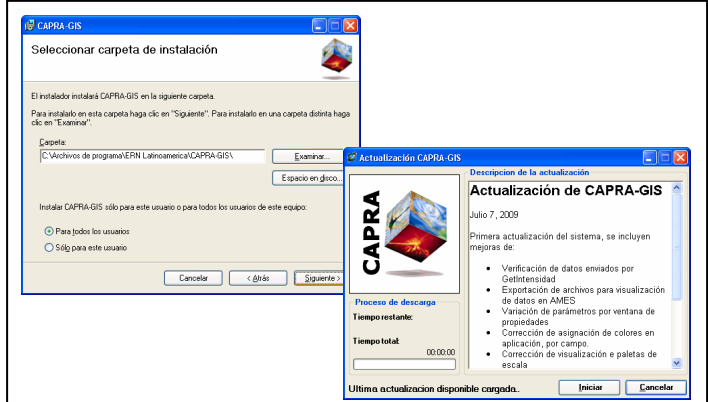 CAPRA-GIS
Seleccionar carpeta de instalación
El instalador instalará CAPRA-GIS en la siguiente carpeta.
Para instalarlo en esta carpeta haga clic en "Siguiente". Para instalarlo en una carpeta distinta haga
clic en "Examinar".
Carpeta:
C:\Archivos de programa\ERN Latinoamerica\CAPRA-GIS\
Examinar...
Espacio en disco...
Instalar CAPRA-GIS sólo para este usuario o para todos los usuarios de este equipo:
Para todos los usuarios
Sólo para este usuario
Cancelar
< Atrás
Siguiente >
Actualización CAPRA-GIS
CAPRA
Descripcion de la actualización
Actualización de CAPRA-GIS
Julio 7, 2009
Primera actualización del sistema, se incluyen
mejoras de:
• Verificación de datos enviados por
GetIntensidad
• Exportación de archivos para visualización
de datos en AMES
• Variación de parámetros por ventana de
propiedades
• Corrección de asignación de colores en
aplicación, por campo.
• Corrección de visualización e paletas de
escala
Proceso de descarga
Tiempo restante:
Tiempo total:
00:00:00
Ultima actualizacion disponible cargada..
Iniciar
Cancelar